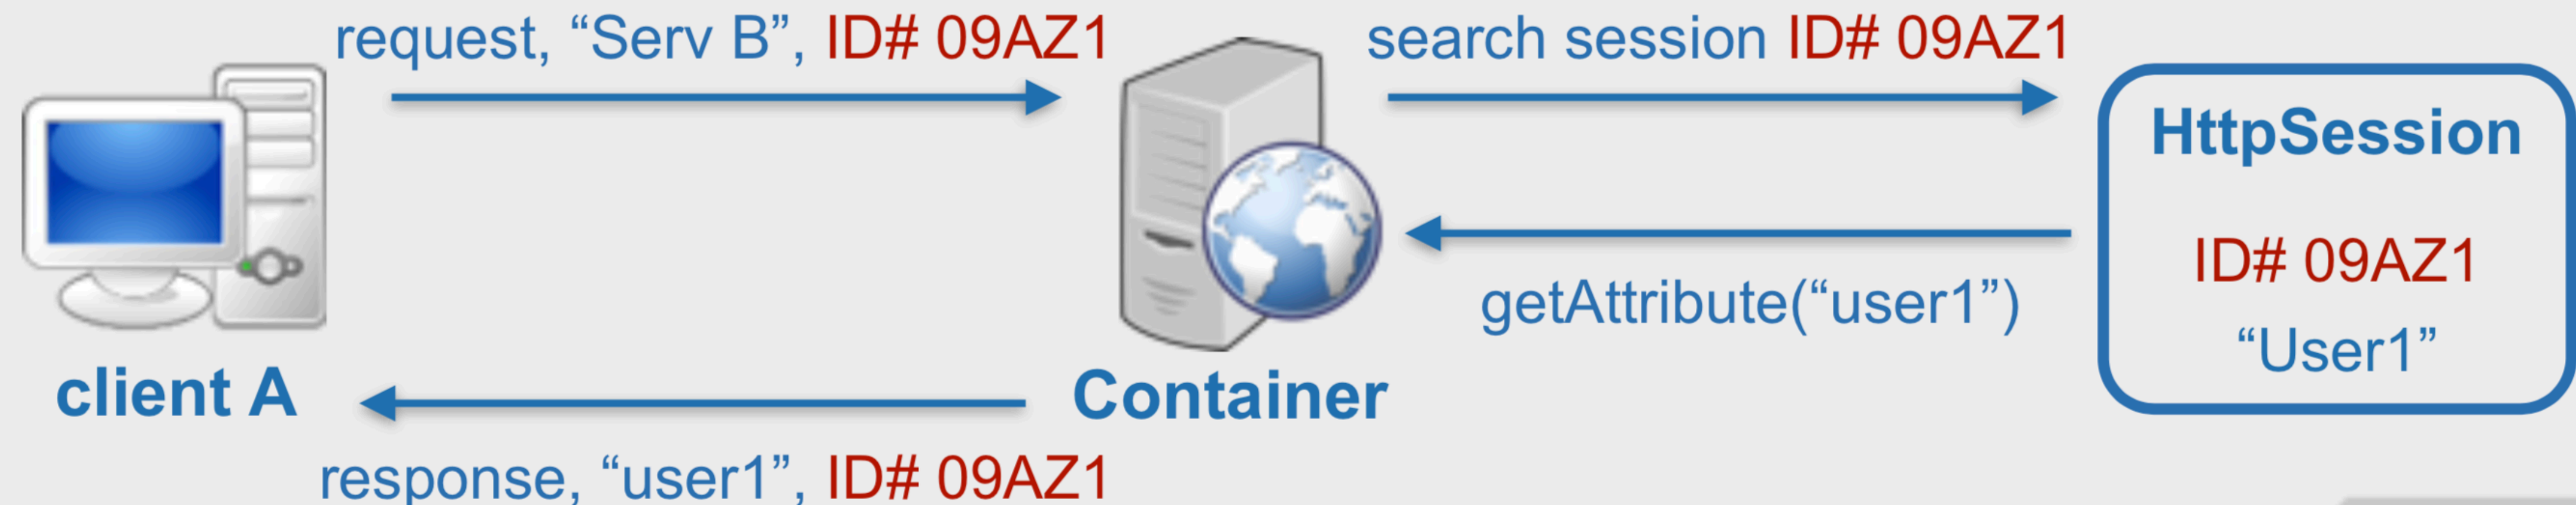 request, “Serv B”, ID# 09AZ1
search session ID# 09AZ1
HttpSession
ID# 09AZ1
“User1”
getAttribute(“user1”)
client A
Container
response, “user1”, ID# 09AZ1